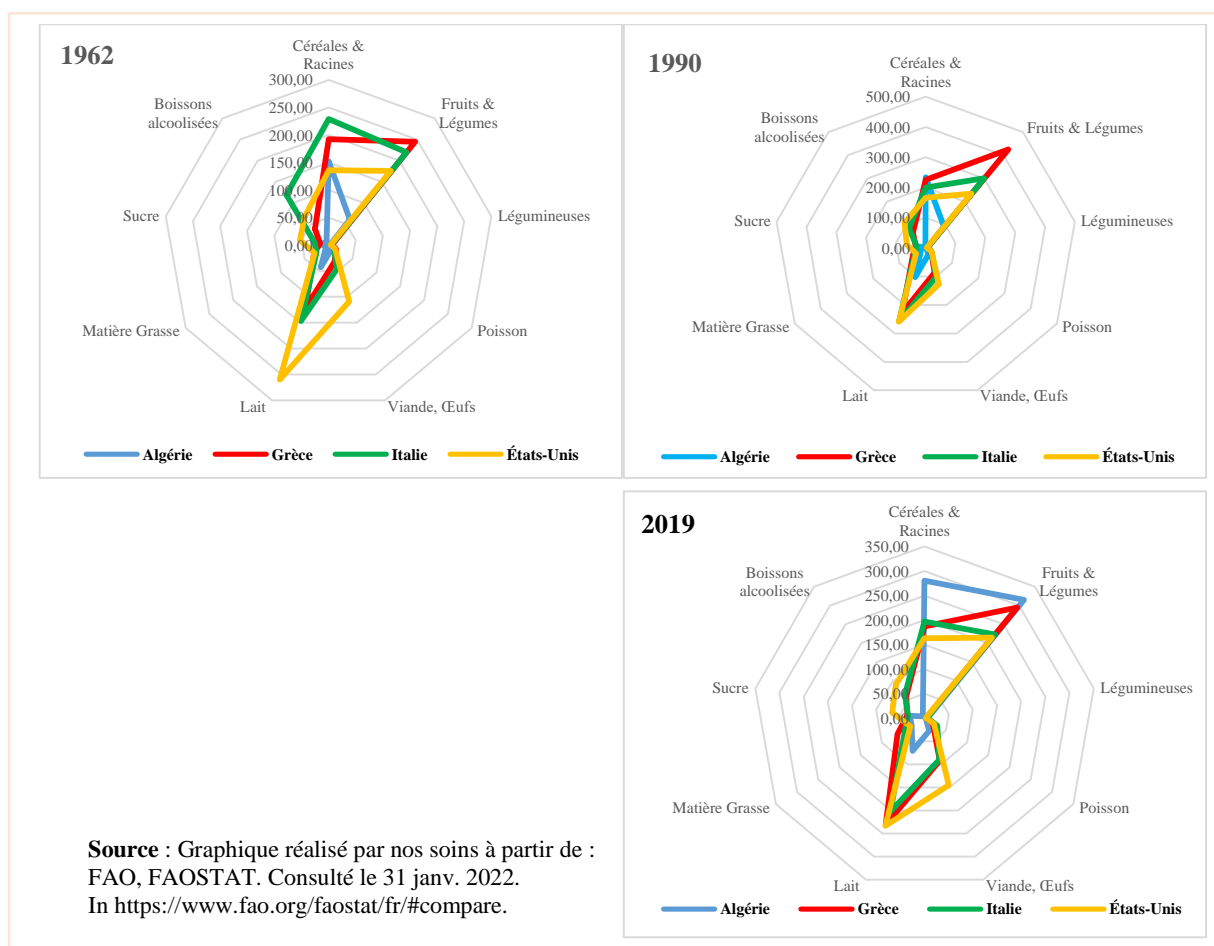 1962
Céréales &
Racines
300,00
250,00
200,00
150,00
100,00
50,00
0,00
Fruits &
Légumes
Légumineuses
Poisson
Viande, Œufs
Lait
Matière Grasse
Sucre
Boissons
alcoolisées
Algérie Grèce Italie États-Unis
1990
Céréales &
Racines
500,00
400,00
300,00
200,00
100,00
0,00
Fruits & Légumes
Légumineuses
Poisson
Viande, Œufs
Lait
Matière Grasse
Sucre
Boissons
alcoolisées
Algérie Grèce Italie États-Unis
2019
Céréales &
Racines
350,00
300,00
250,00
200,00
150,00
100,00
50,00
0,00
Fruits &
Légumes
Légumineuses
Poisson
Viande, Œufs
Lait
Matière Grasse
Sucre
Boissons
alcoolisées
Algérie Grèce Italie États-Unis
Source : Graphique réalisé par nos soins à partir de :
FAO, FAOSTAT. Consulté le 31 janv. 2022.
In https://www.fao.org/faostat/fr/#compare.